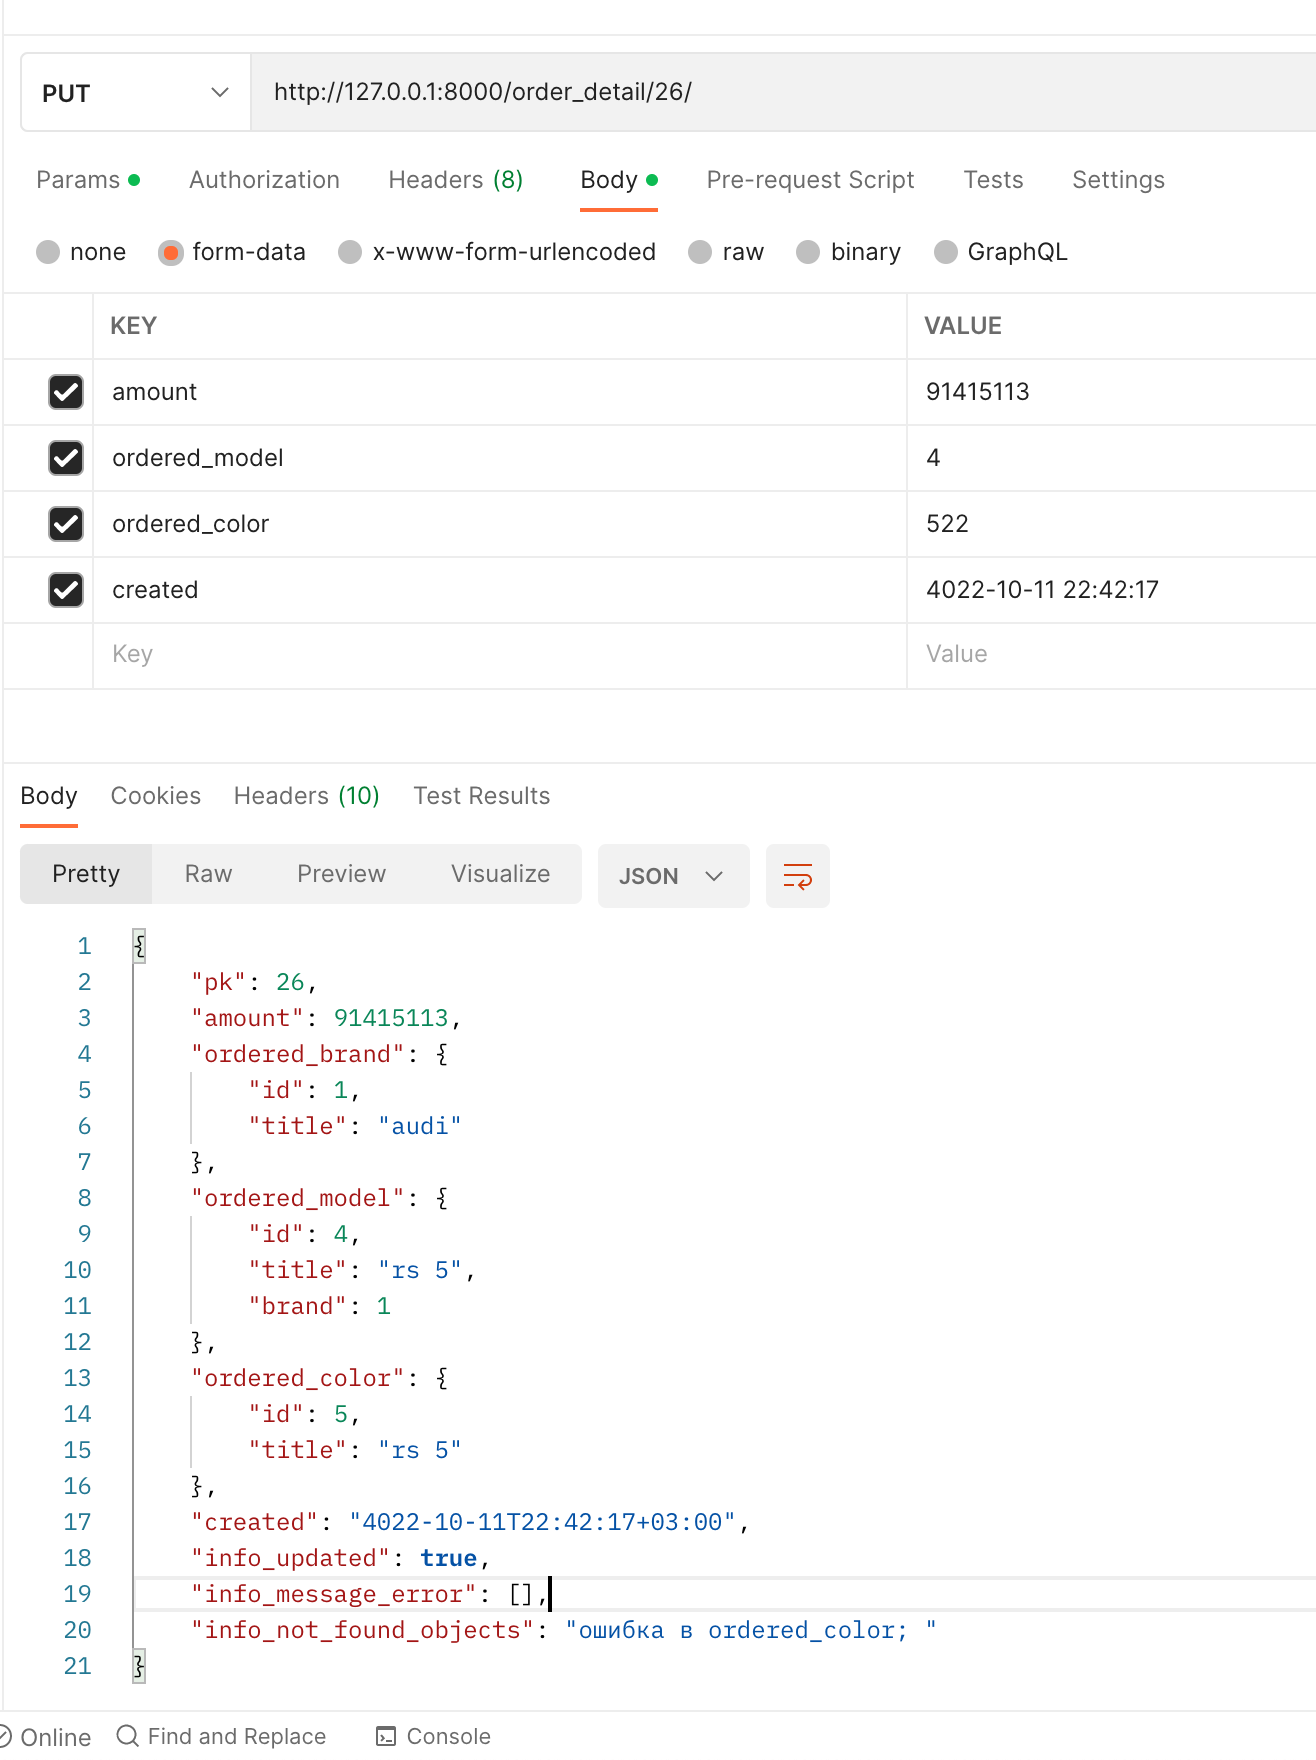 PUT http://127.0.0.1:8000/order_detail/26/
Params Authorization Headers (8) Body Pre-request Script Tests Settings
none form-data x-www-form-urlencoded raw binary GraphQL
KEY VALUE
amount 91415113
ordered_model 4
ordered_color 522
created 4022-10-11 22:42:17
Key Value
Body Cookies Headers (10) Test Results
Pretty Raw Preview Visualize JSON
1 {
2 "pk": 26,
3 "amount": 91415113,
4 "ordered_brand": {
5 "id": 1,
6 "title": "audi"
7 },
8 "ordered_model": {
9 "id": 4,
10 "title": "rs 5",
11 "brand": 1
12 },
13 "ordered_color": {
14 "id": 5,
15 "title": "rs 5"
16 },
17 "created": "4022-10-11T22:42:17+03:00",
18 "info_updated": true,
19 "info_message_error": [],
20 "info_not_found_objects": "ошибка в ordered_color; "
21 }
Online Find and Replace Console